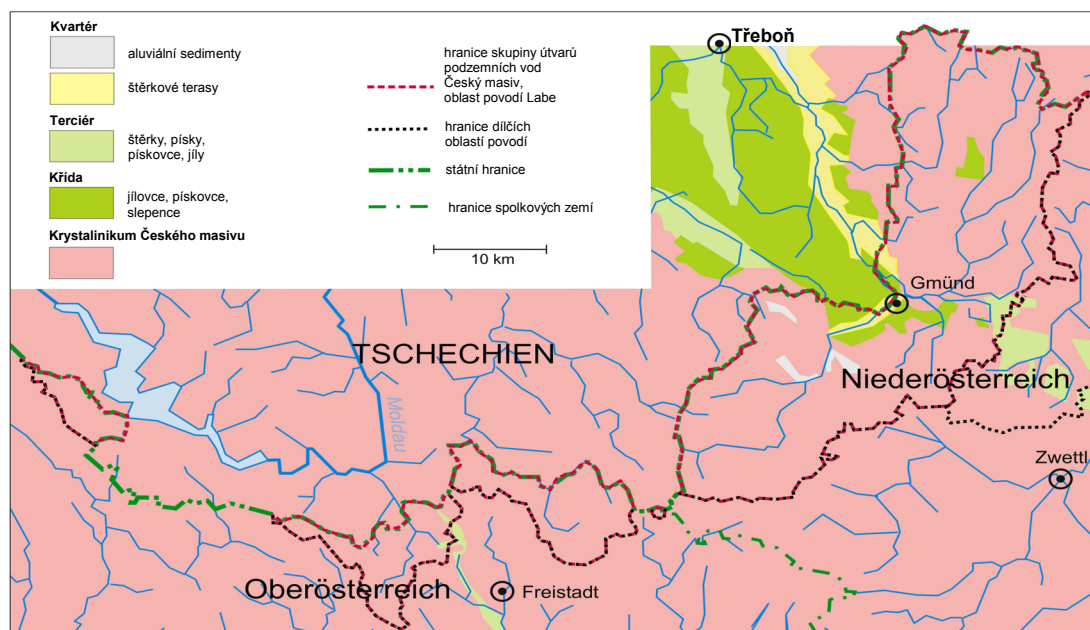 Kvartér
aluviální sedimenty
štěrkové terasy
Terciér
štěrky, písky,
pískovce, jíly
Křída
jílovce, pískovce,
slepence
Krystalinikum Českého masivu
hranice skupiny útvarů
podzemních vod
Český masiv,
oblast povodí Labe
hranice dílčích
oblastí povodí
státní hranice
hranice spolkových zemí
10 km
Třeboň
Gmünd
TSCHECHIEN
Niederösterreich
Moldau
Zwettl
Oberösterreich
Freistadt